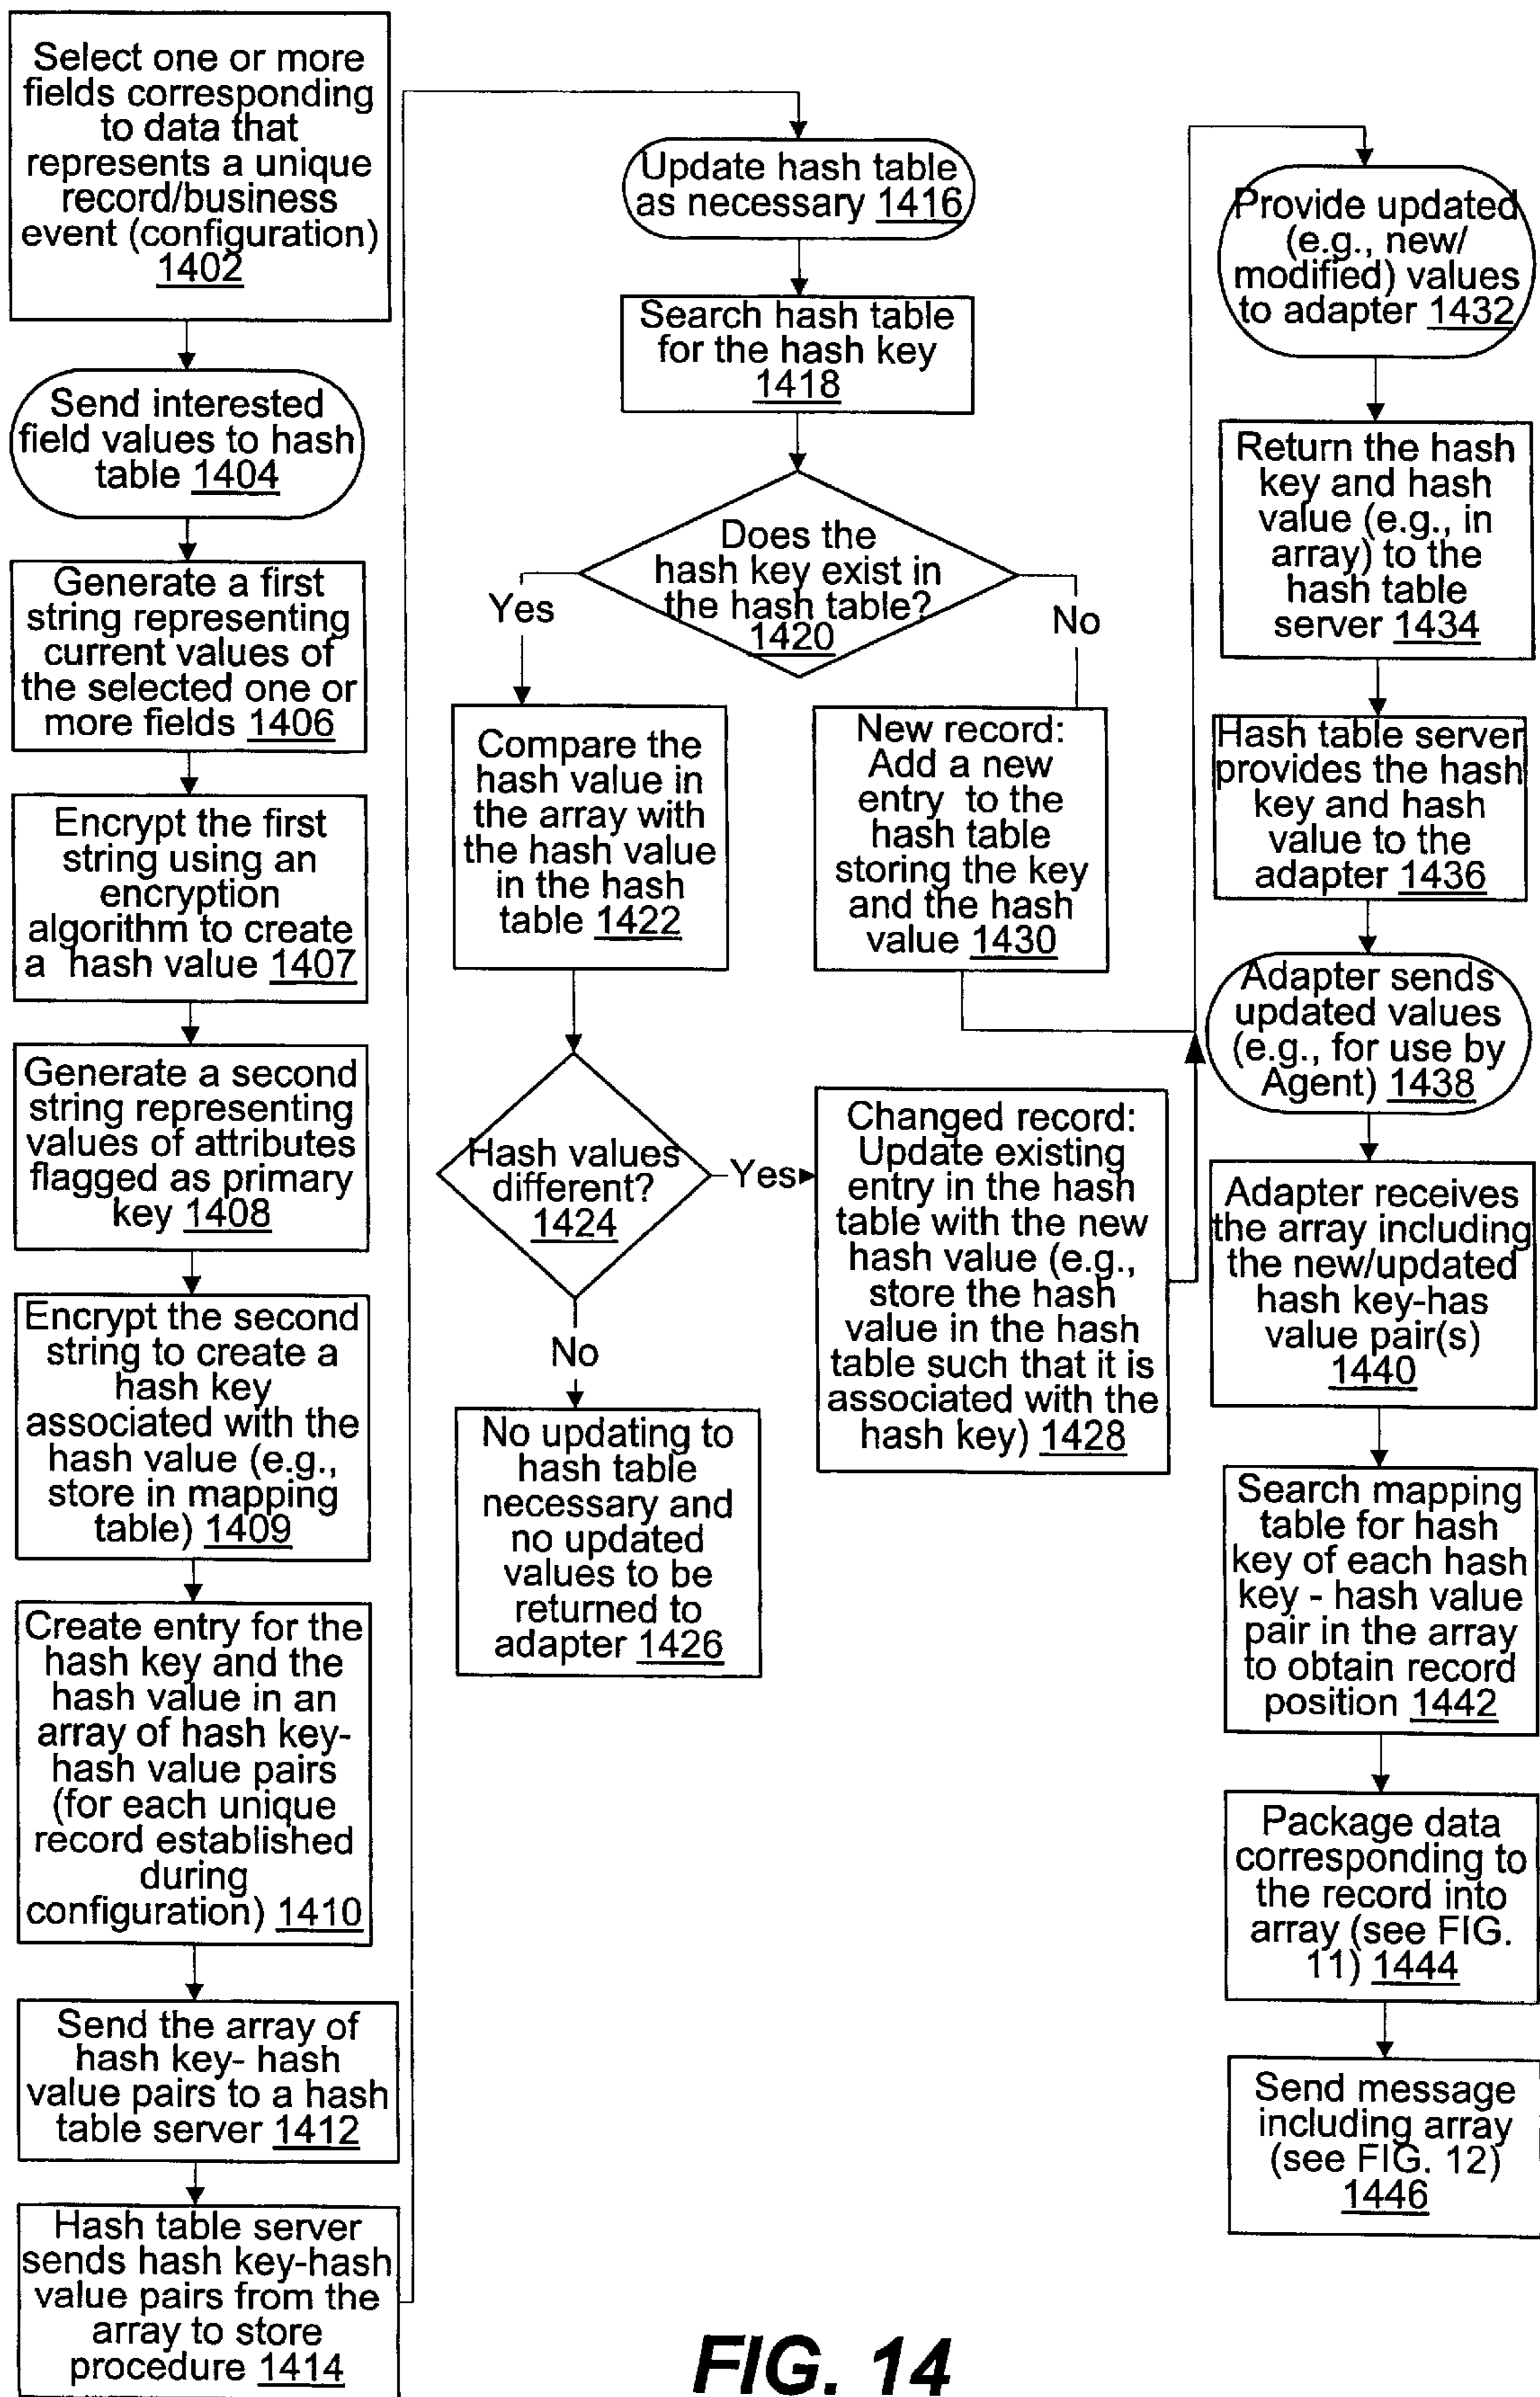 Select one or more
fields corresponding
to data that
represents a unique
record/business
event (configuration)
1402
Send interested
field values to hash
table 1404
Generate a first
string representing
current values of
the selected one or
more fields 1406
Encrypt the first
string using an
encryption
algorithm to create
a hash value 1407
Generate a second
string representing
values of attributes
flagged as primary
key 1408
Encrypt the second
string to create a
hash key
associated with the
hash value (e.g.,
store in mapping
table) 1409
Create entry for the
hash key and the
hash value in an
array of hash key-
hash value pairs
(for each unique
record established
during
configuration) 1410
Send the array of
hash key- hash
value pairs to a hash
table server 1412
Hash table server
sends hash key-hash
value pairs from the
array to store
procedure 1414
Update hash table
as necessary 1416
Search hash table
for the hash key
1418
Does the
hash key exist in
the hash table?
1420
Yes
No
Compare the
hash value in
the array with
the hash value
in the hash
table 1422
New record:
Add a new
entry to the
hash table
storing the key
and the hash
value 1430
Hash values
different?
1424
Yes
No
Changed record:
Update existing
entry in the hash
table with the new
hash value (e.g.,
store the hash
value in the hash
table such that it is
associated with the
hash key) 1428
No updating to
hash table
necessary and
no updated
values to be
returned to
adapter 1426
Provide updated
(e.g., new/
modified) values
to adapter 1432
Return the hash
key and hash
value (e.g., in
array) to the
hash table
server 1434
Hash table server
provides the hash
key and hash
value to the
adapter 1436
Adapter sends
updated values
(e.g., for use by
Agent) 1438
Adapter receives
the array including
the new/updated
hash key-has
value pair(s)
1440
Search mapping
table for hash
key of each hash
key - hash value
pair in the array
to obtain record
position 1442
Package data
corresponding to
the record into
array (see FIG.
11) 1444
Send message
including array
(see FIG. 12)
1446
FIG. 14